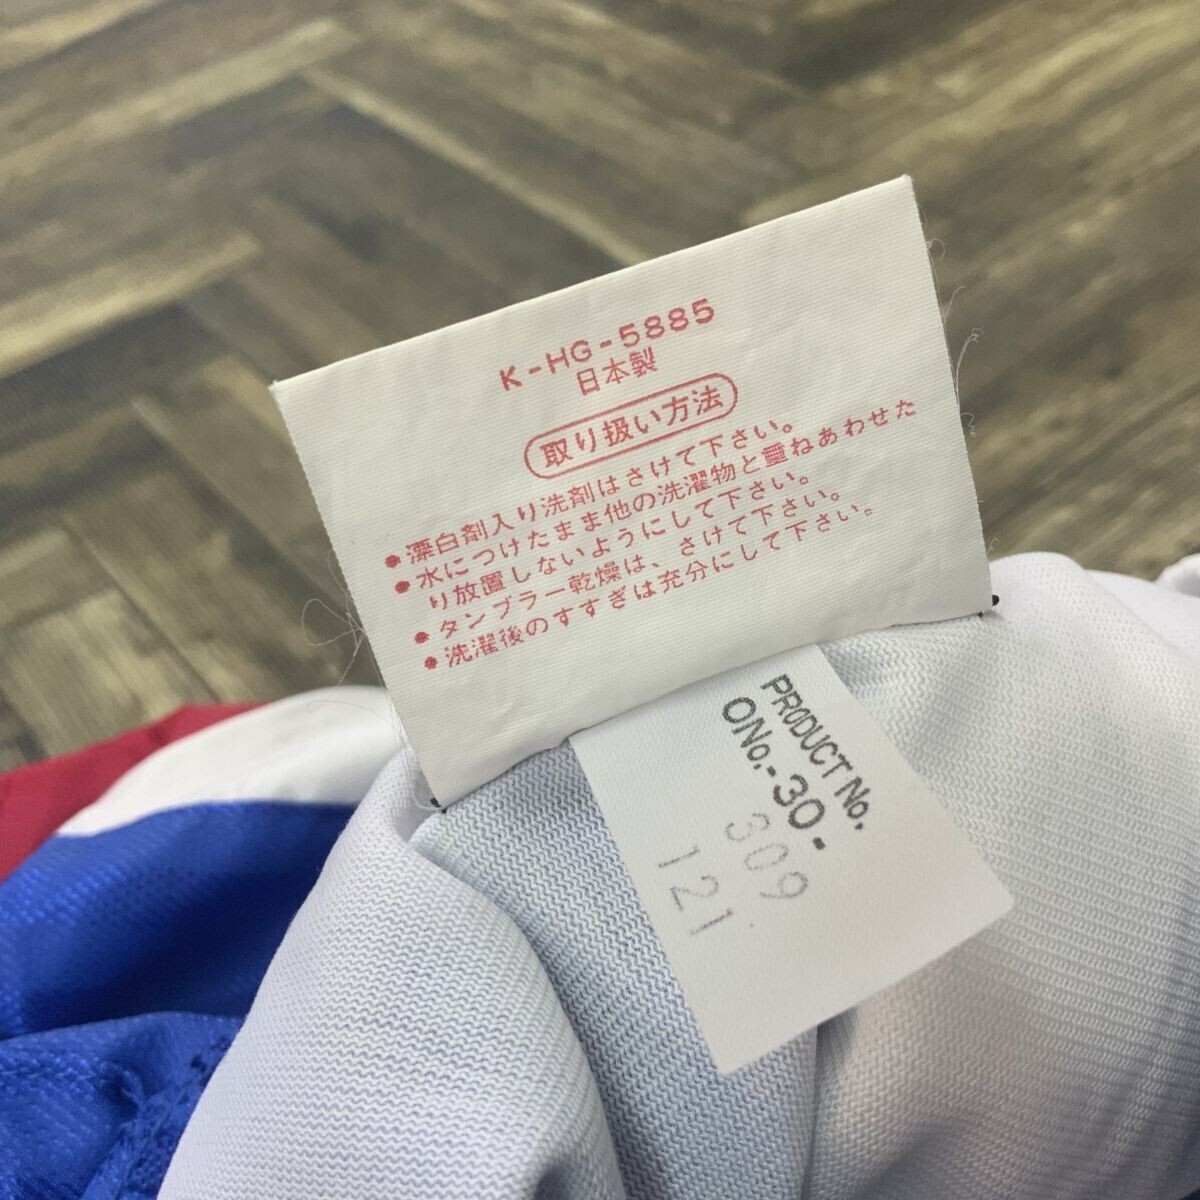 K-HG-5885
日本製
取り扱い方法
●漂白剤入り洗剤はさけて下さい。
●水につけたまま他の洗濯物と重ねあわせた
り放置しないようにして下さい。
●タンブラー乾燥は、さけて下さい。
●洗濯後のすすぎは充分にして下さい。
PRODUCT No.
ONo.-30-
309
121